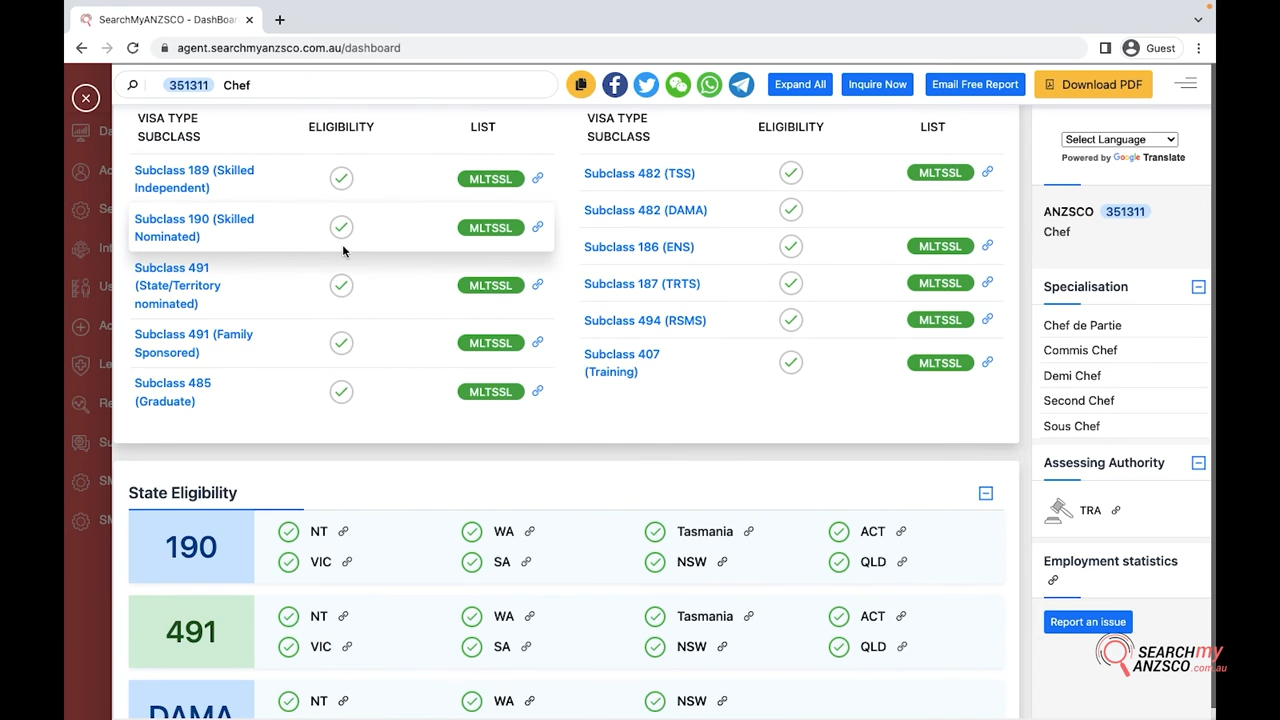 SearchMyANZSCO - DashBoar
agent.searchmyanzsco.com.au/dashboard
Guest
351311 Chef
Expand All
Inquire Now
Email Free Report
Download PDF
VISA TYPE SUBCLASS
ELIGIBILITY
LIST
Subclass 189 (Skilled
Independent)
MLTSSL
Subclass 190 (Skilled
Nominated)
MLTSSL
Subclass 491
(State/Territory
nominated)
MLTSSL
Subclass 491 (Family
Sponsored)
MLTSSL
Subclass 485
(Graduate)
MLTSSL
VISA TYPE SUBCLASS
ELIGIBILITY
LIST
Subclass 482 (TSS)
MLTSSL
Subclass 482 (DAMA)
Subclass 186 (ENS)
MLTSSL
Subclass 187 (TRTS)
MLTSSL
Subclass 494 (RSMS)
MLTSSL
Subclass 407
(Training)
MLTSSL
State Eligibility
190
NT WA Tasmania ACT
VIC SA NSW QLD
491
NT WA Tasmania ACT
VIC SA NSW QLD
DAMA
NT WA NSW
Select Language
Powered by Google Translate
ANZSCO 351311
Chef
Specialisation
Chef de Partie
Commis Chef
Demi Chef
Second Chef
Sous Chef
Assessing Authority
TRA
Employment statistics
Report an issue
SEARCHmy
ANZSCO.com.au